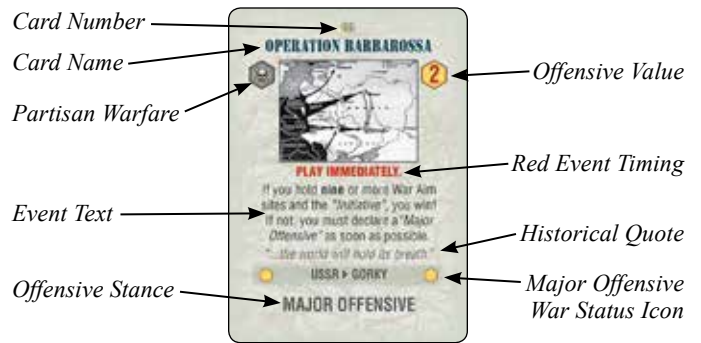 Card Number
OPERATION BARBAROSSA
Card Name
2
Offensive Value
Partisan Warfare
PLAY IMMEDIATELY.
Red Event Timing
If you hold nine or more War Aim
sites and the "Initiative", you win!
If not, you must declare a "Major
Offensive" as soon as possible.
Event Text
"...the world will hold its breath."
Historical Quote
USSR ▸ GORKY
Major Offensive
War Status Icon
Offensive Stance
MAJOR OFFENSIVE